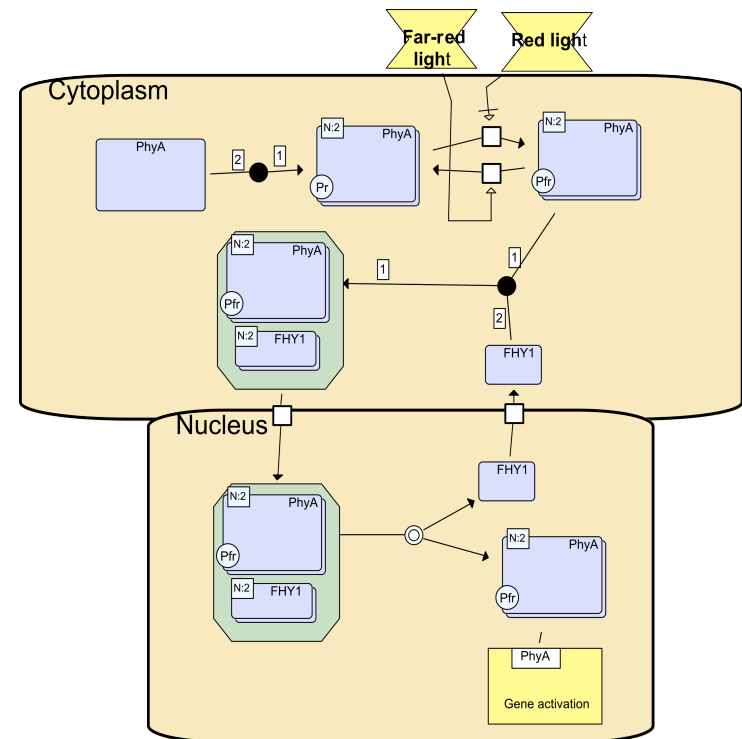 Far-red
light
Red light
Cytoplasm
PhyA
2
1
N:2
PhyA
Pr
N:2
PhyA
Pfr
N:2
PhyA
Pfr
N:2
FHY1
1
1
2
FHY1
Nucleus
N:2
PhyA
Pfr
N:2
FHY1
FHY1
N:2
PhyA
Pfr
PhyA
Gene activation